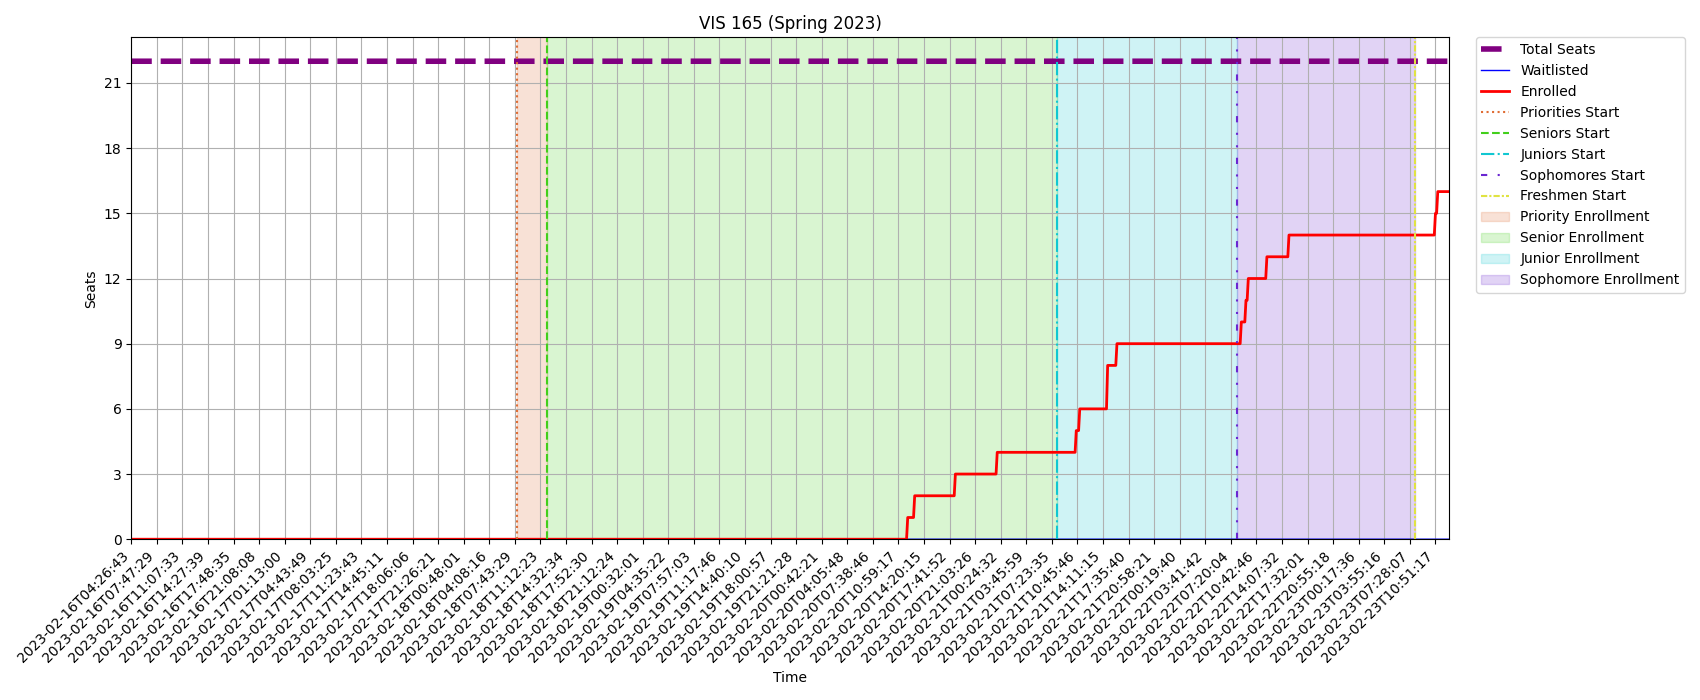 VIS 165 (Spring 2023)
Seats
21
18
15
12
9
6
3
0
2023-02-16T04:26:43
2023-02-16T07:47:29
2023-02-16T11:07:33
2023-02-16T14:27:39
2023-02-16T17:48:35
2023-02-16T21:08:08
2023-02-17T01:13:00
2023-02-17T04:43:49
2023-02-17T08:03:25
2023-02-17T11:23:43
2023-02-17T14:45:11
2023-02-17T18:06:06
2023-02-17T21:26:21
2023-02-18T00:48:01
2023-02-18T04:08:16
2023-02-18T07:43:29
2023-02-18T11:12:23
2023-02-18T14:32:34
2023-02-18T17:52:30
2023-02-18T21:12:24
2023-02-19T00:32:01
2023-02-19T04:35:22
2023-02-19T07:57:03
2023-02-19T11:17:46
2023-02-19T14:40:10
2023-02-19T18:00:57
2023-02-19T21:21:28
2023-02-20T00:42:21
2023-02-20T04:05:48
2023-02-20T07:38:46
2023-02-20T10:59:17
2023-02-20T14:20:15
2023-02-20T17:41:52
2023-02-20T21:03:26
2023-02-21T00:24:32
2023-02-21T03:45:59
2023-02-21T07:23:35
2023-02-21T10:45:46
2023-02-21T14:11:15
2023-02-21T17:35:40
2023-02-21T20:58:21
2023-02-22T00:19:40
2023-02-22T03:41:42
2023-02-22T07:20:04
2023-02-22T10:42:46
2023-02-22T14:07:32
2023-02-22T17:32:01
2023-02-22T20:55:18
2023-02-23T00:17:36
2023-02-23T03:55:16
2023-02-23T07:28:07
2023-02-23T10:51:17
Time
Total Seats
Waitlisted
Enrolled
Priorities Start
Seniors Start
Juniors Start
Sophomores Start
Freshmen Start
Priority Enrollment
Senior Enrollment
Junior Enrollment
Sophomore Enrollment